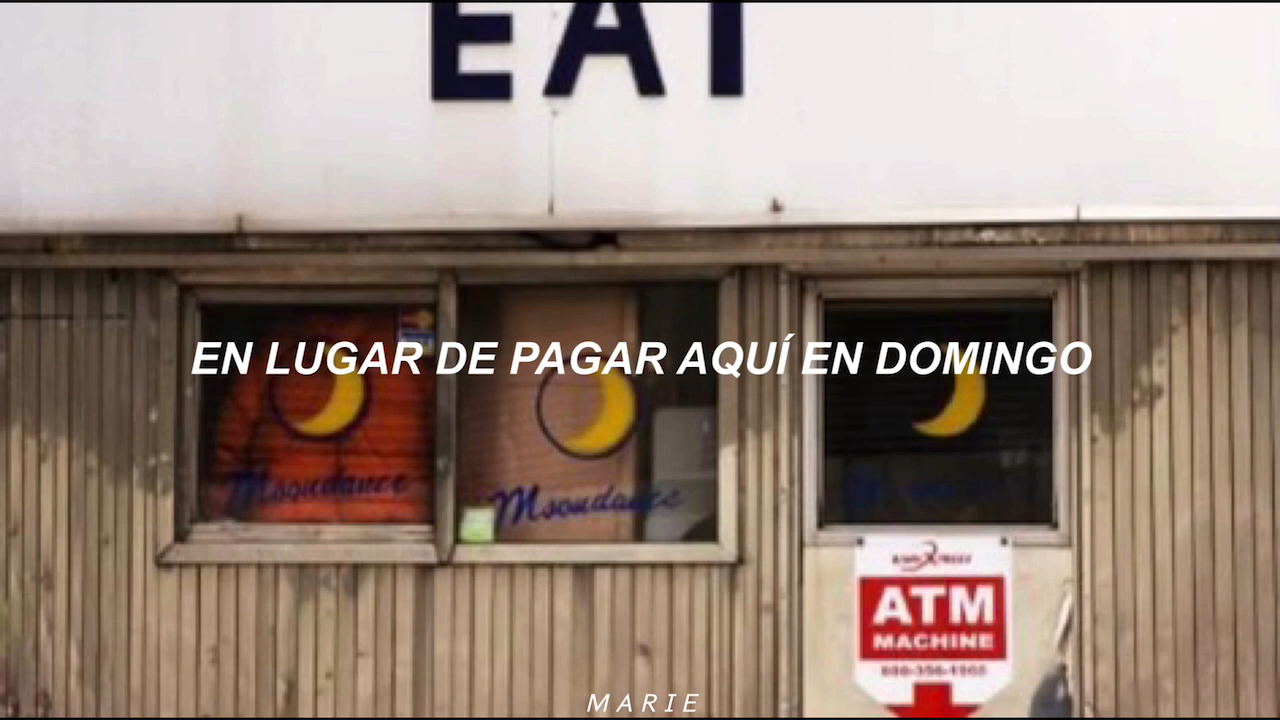 EAT
EN LUGAR DE PAGAR AQUÍ EN DOMINGO
Moondance
Moondance
ATM
MACHINE
MARIE